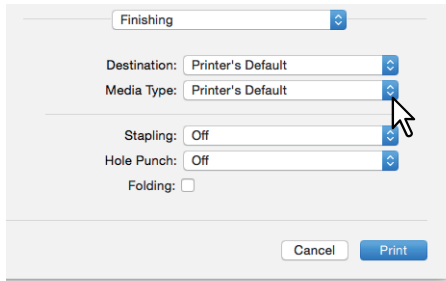 Finishing
Destination: Printer's Default
Media Type: Printer's Default
Stapling: Off
Hole Punch: Off
Folding:
Cancel Print